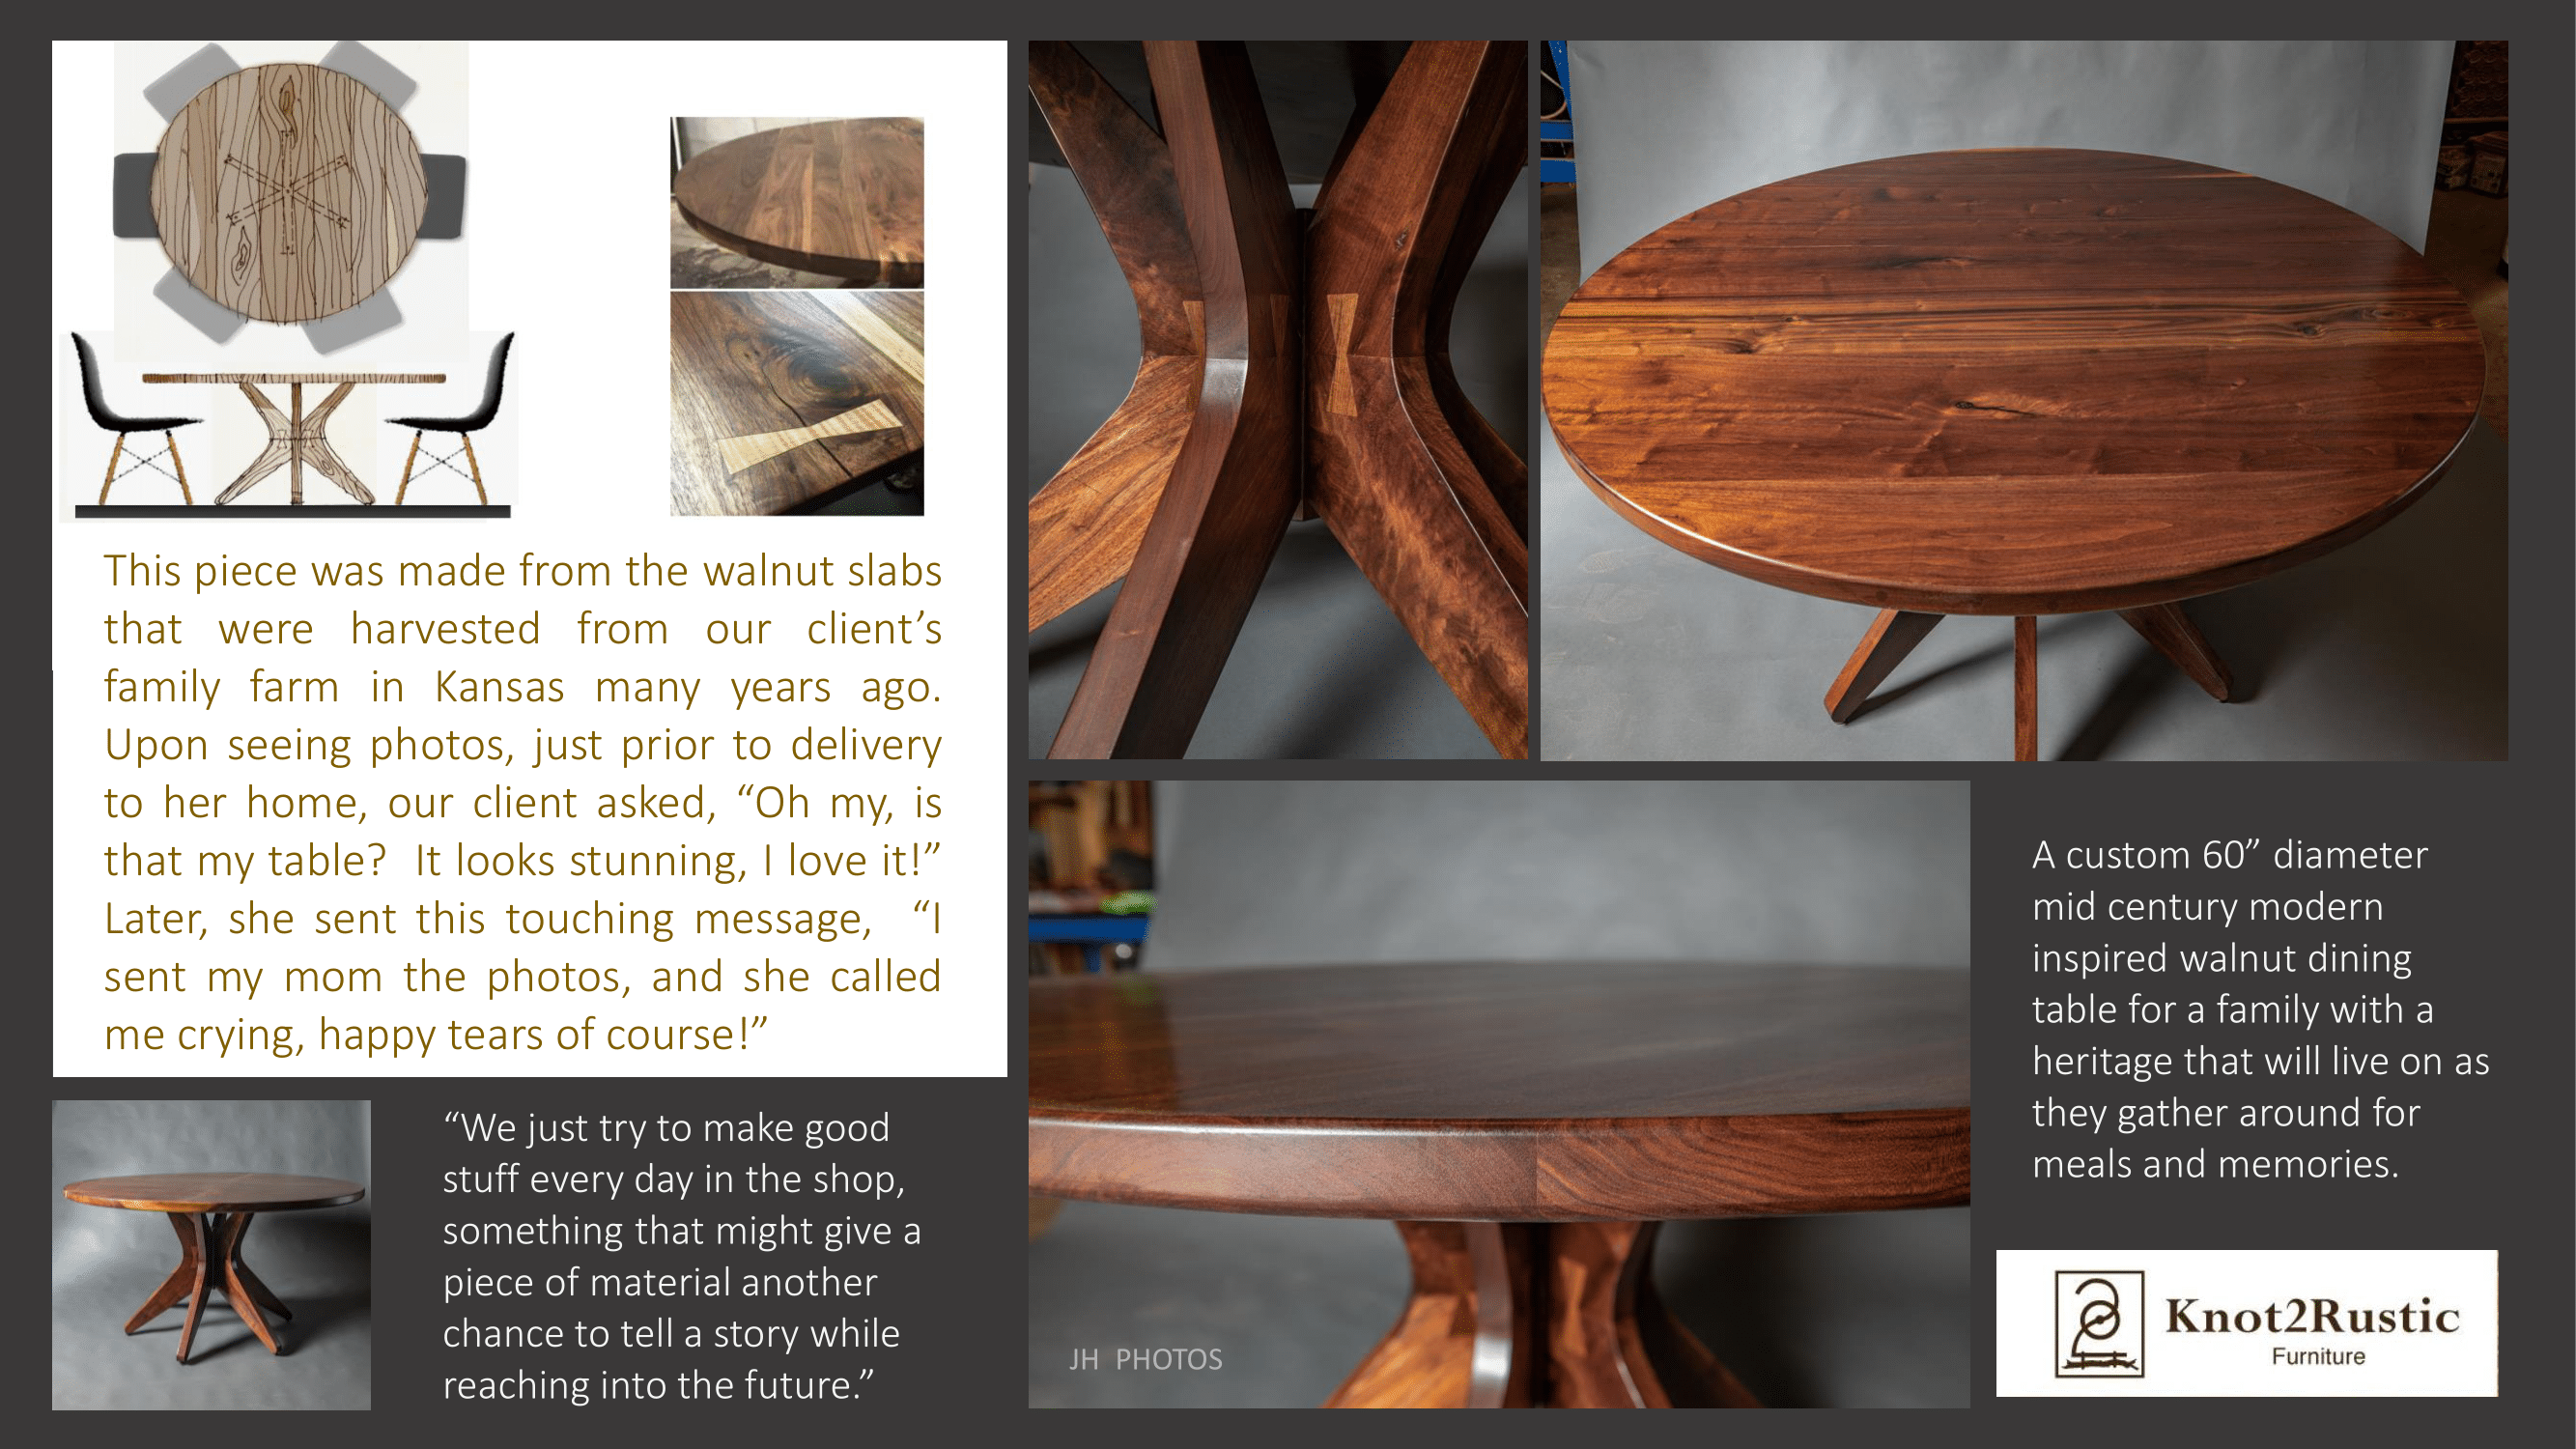 This piece was made from the walnut slabs
that were harvested from our client’s
family farm in Kansas many years ago.
Upon seeing photos, just prior to delivery
to her home, our client asked, “Oh my, is
that my table?  It looks stunning, I love it!”
Later, she sent this touching message,  “I
sent my mom the photos, and she called
me crying, happy tears of course!”
“We just try to make good
stuff every day in the shop,
something that might give a
piece of material another
chance to tell a story while
reaching into the future.”
JH  PHOTOS
A custom 60” diameter
mid century modern
inspired walnut dining
table for a family with a
heritage that will live on as
they gather around for
meals and memories.
Knot2Rustic
Furniture